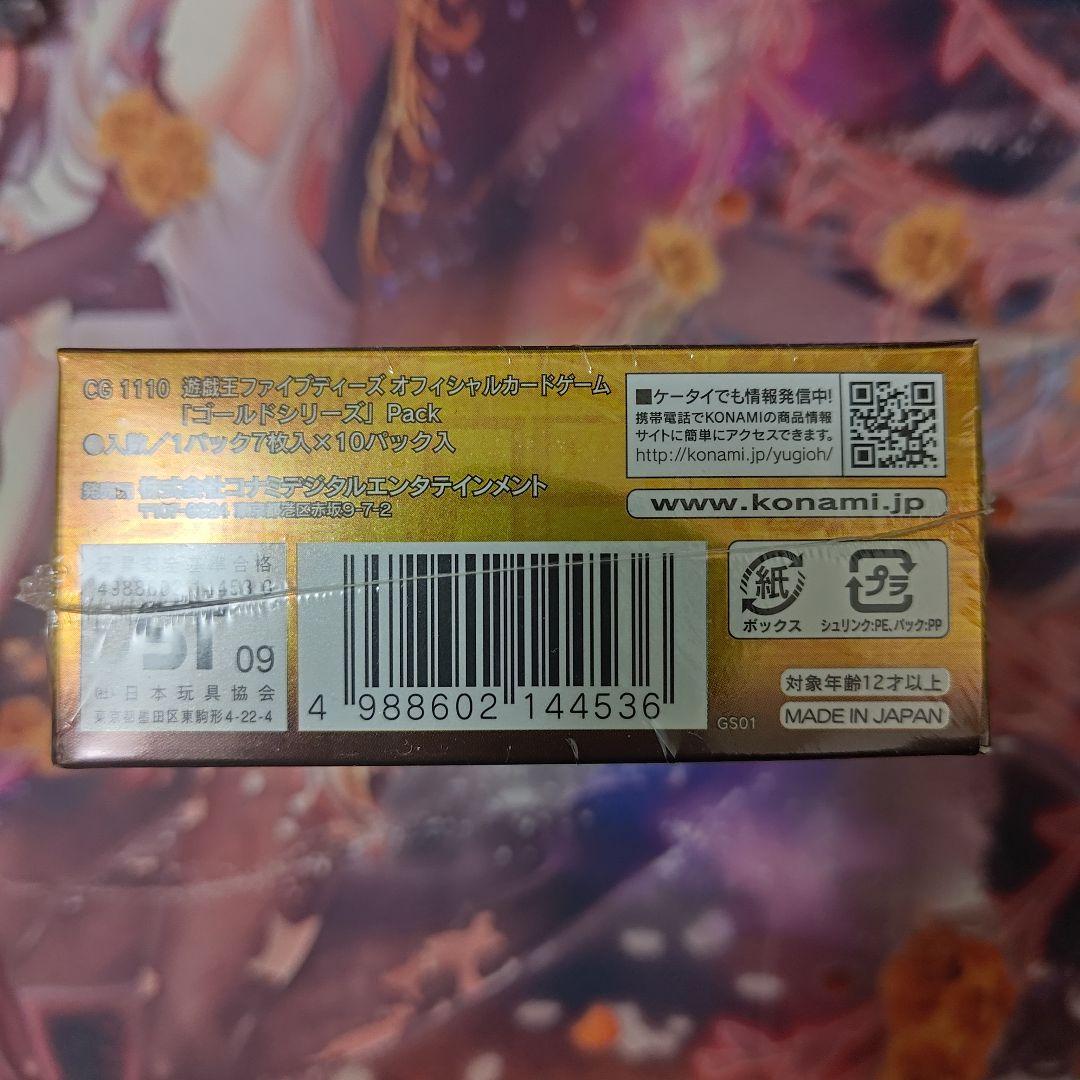 CG 1110 遊戯王ファイブディーズ オフィシャルカードゲーム
「ゴールドシリーズ」 Pack
●入数／1パック7枚入×10パック入
発売元 株式会社コナミデジタルエンタテインメント
東京都港区赤坂9-7-2
■ケータイでも情報発信中!
携帯電話でKONAMIの商品情報
サイトに簡単にアクセスできます。
http://konami.jp/yugioh/
www.konami.jp
基準合格
ST 09
(社)日本玩具協会
東京都墨田区東駒形4-22-4
4 988602 144536
GS01
紙
ボックス
プラ
シュリンク:PE、パック:PP
対象年齢12才以上
MADE IN JAPAN